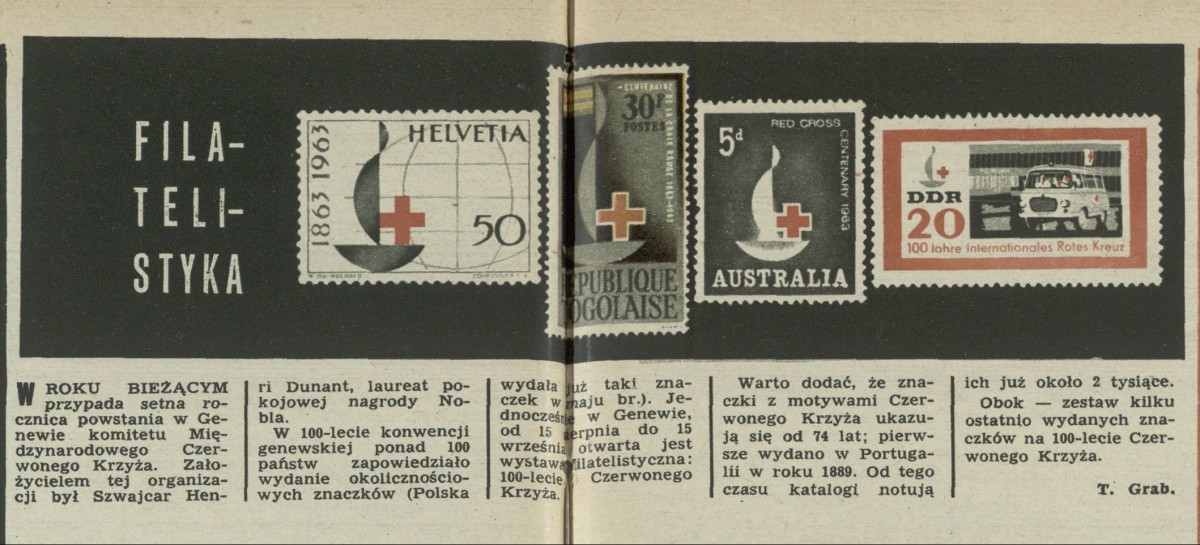 FILA-
TELI-
STYKA
1863 1963
HELVETIA
50
CENTENAIRE
30F
POSTES
PUBLIQUE
GOLAISE
5d
RED CROSS
CENTENARY 1963
AUSTRALIA
DDR
20
100 Jahre Internationales Rotes Kreuz
W ROKU BIEŻĄCYM
przypada setna ro-
cznica powstania w Ge-
newie komitetu Mię-
dzynarodowego Czer-
wonego Krzyża. Zało-
życielem tej organiza-
cji był Szwajcar Hen-
ri Dunant, laureat po-
kojowej nagrody No-
bla.
W 100-lecie konwencji
genewskiej ponad 100
państw zapowiedziało
wydanie okolicznościo-
wych znaczków (Polska
wydała już taki zna-
czek w maju br.). Je-
dnocześnie w Genewie,
od 15 sierpnia do 15
września otwarta jest
wystawa filatelistyczna:
100-lecie Czerwonego
Krzyża.
Warto dodać, że zna-
czki z motywami Czer-
wonego Krzyża ukazu-
ją się od 74 lat; pierw-
sze wydano w Portuga-
lii w roku 1889. Od tego
czasu katalogi notują
ich już około 2 tysiące.
Obok — zestaw kilku
ostatnio wydanych zna-
czków na 100-lecie Czer-
wonego Krzyża.
T. Grab.